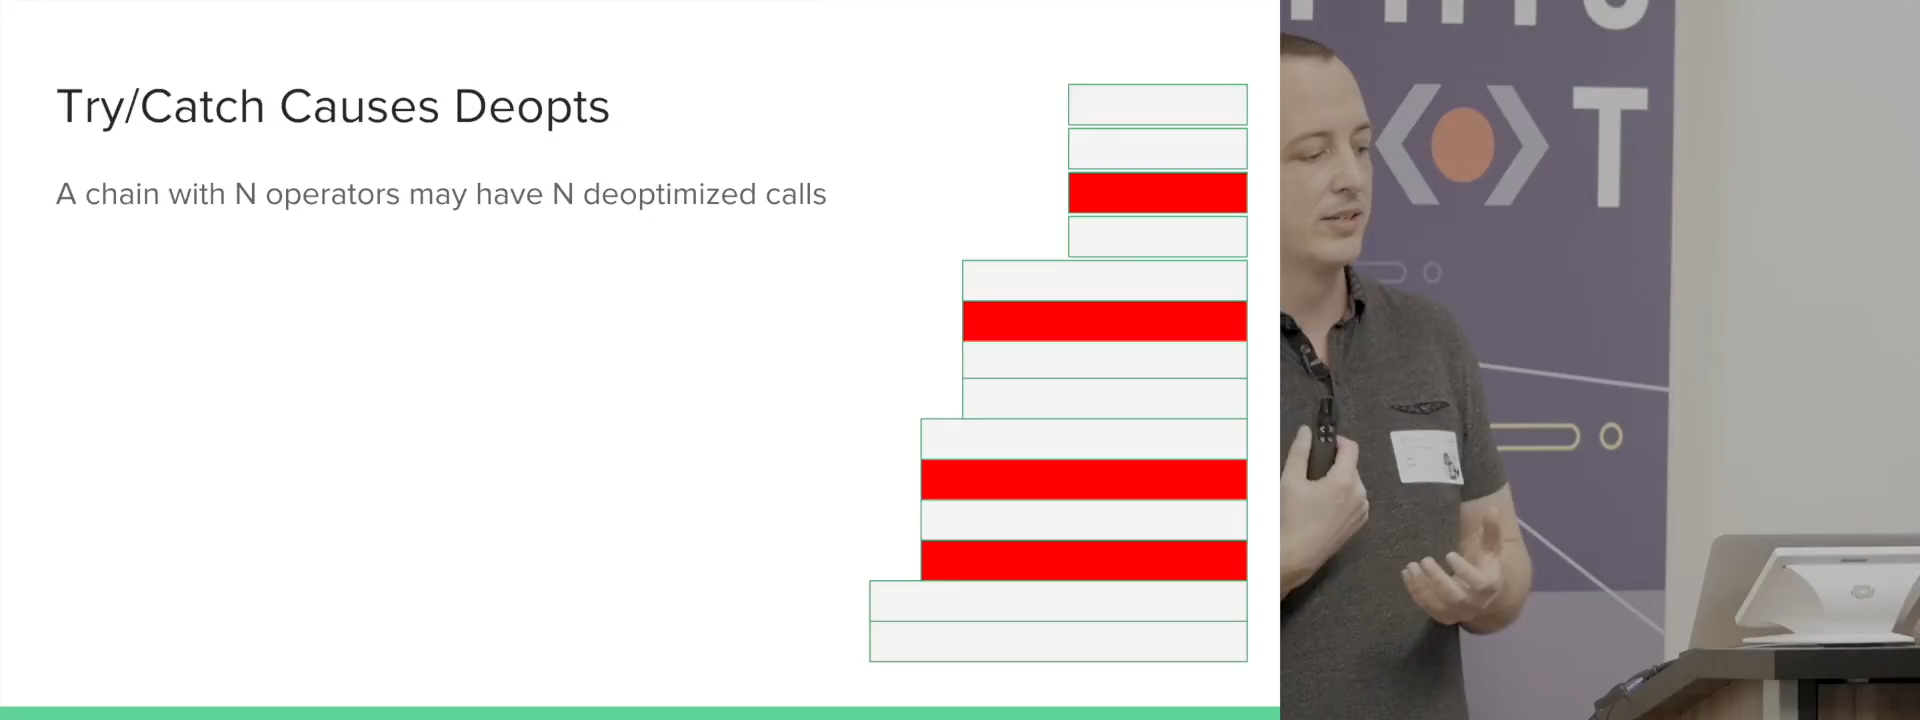 Try/Catch Causes Deopts
A chain with N operators may have N deoptimized calls
T